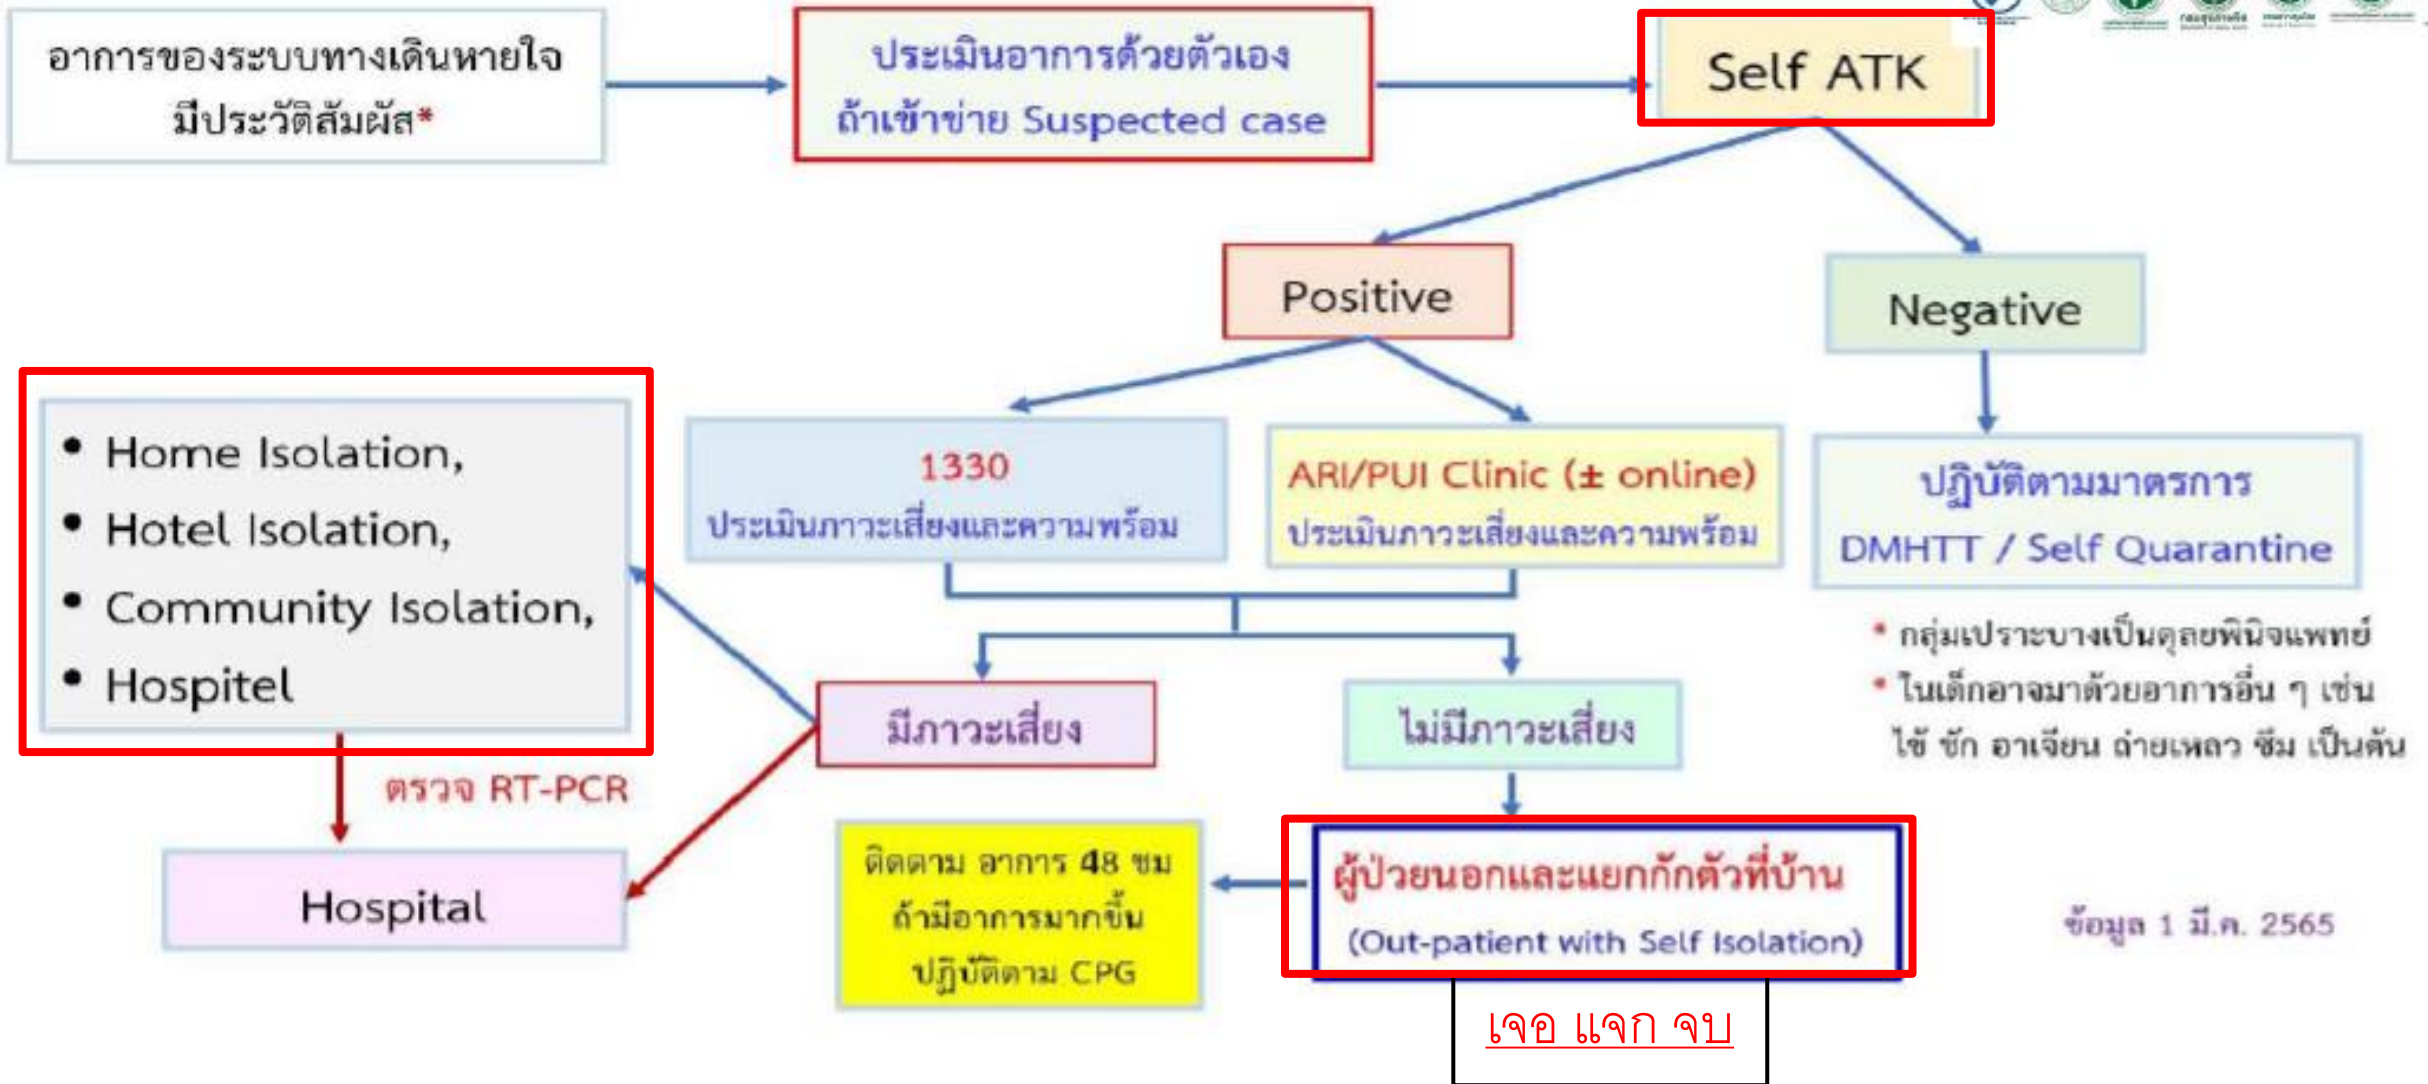 อาการของระบบทางเดินหายใจ
มีประวัติสัมผัส*
ประเมินอาการด้วยตัวเอง
ถ้าเข้าข่าย Suspected case
Self ATK
Positive
Negative
• Home Isolation,
• Hotel Isolation,
• Community Isolation,
• Hospitel
1330
ประเมินภาวะเสี่ยงและความพร้อม
ARI/PUI Clinic (± online)
ประเมินภาวะเสี่ยงและความพร้อม
ปฏิบัติตามมาตรการ
DMHTT / Self Quarantine
* กลุ่มเปราะบางเป็นดุลยพินิจแพทย์
* ในเด็กอาจมาด้วยอาการอื่น ๆ เช่น
ไข้ ชัก อาเจียน ถ่ายเหลว ซึม เป็นต้น
มีภาวะเสี่ยง
ไม่มีภาวะเสี่ยง
ตรวจ RT-PCR
Hospital
ติดตาม อาการ 48 ชม
ถ้ามีอาการมากขึ้น
ปฏิบัติตาม CPG
ผู้ป่วยนอกและแยกกักตัวที่บ้าน
(Out-patient with Self Isolation)
ข้อมูล 1 มี.ค. 2565
เจอ แจก จบ